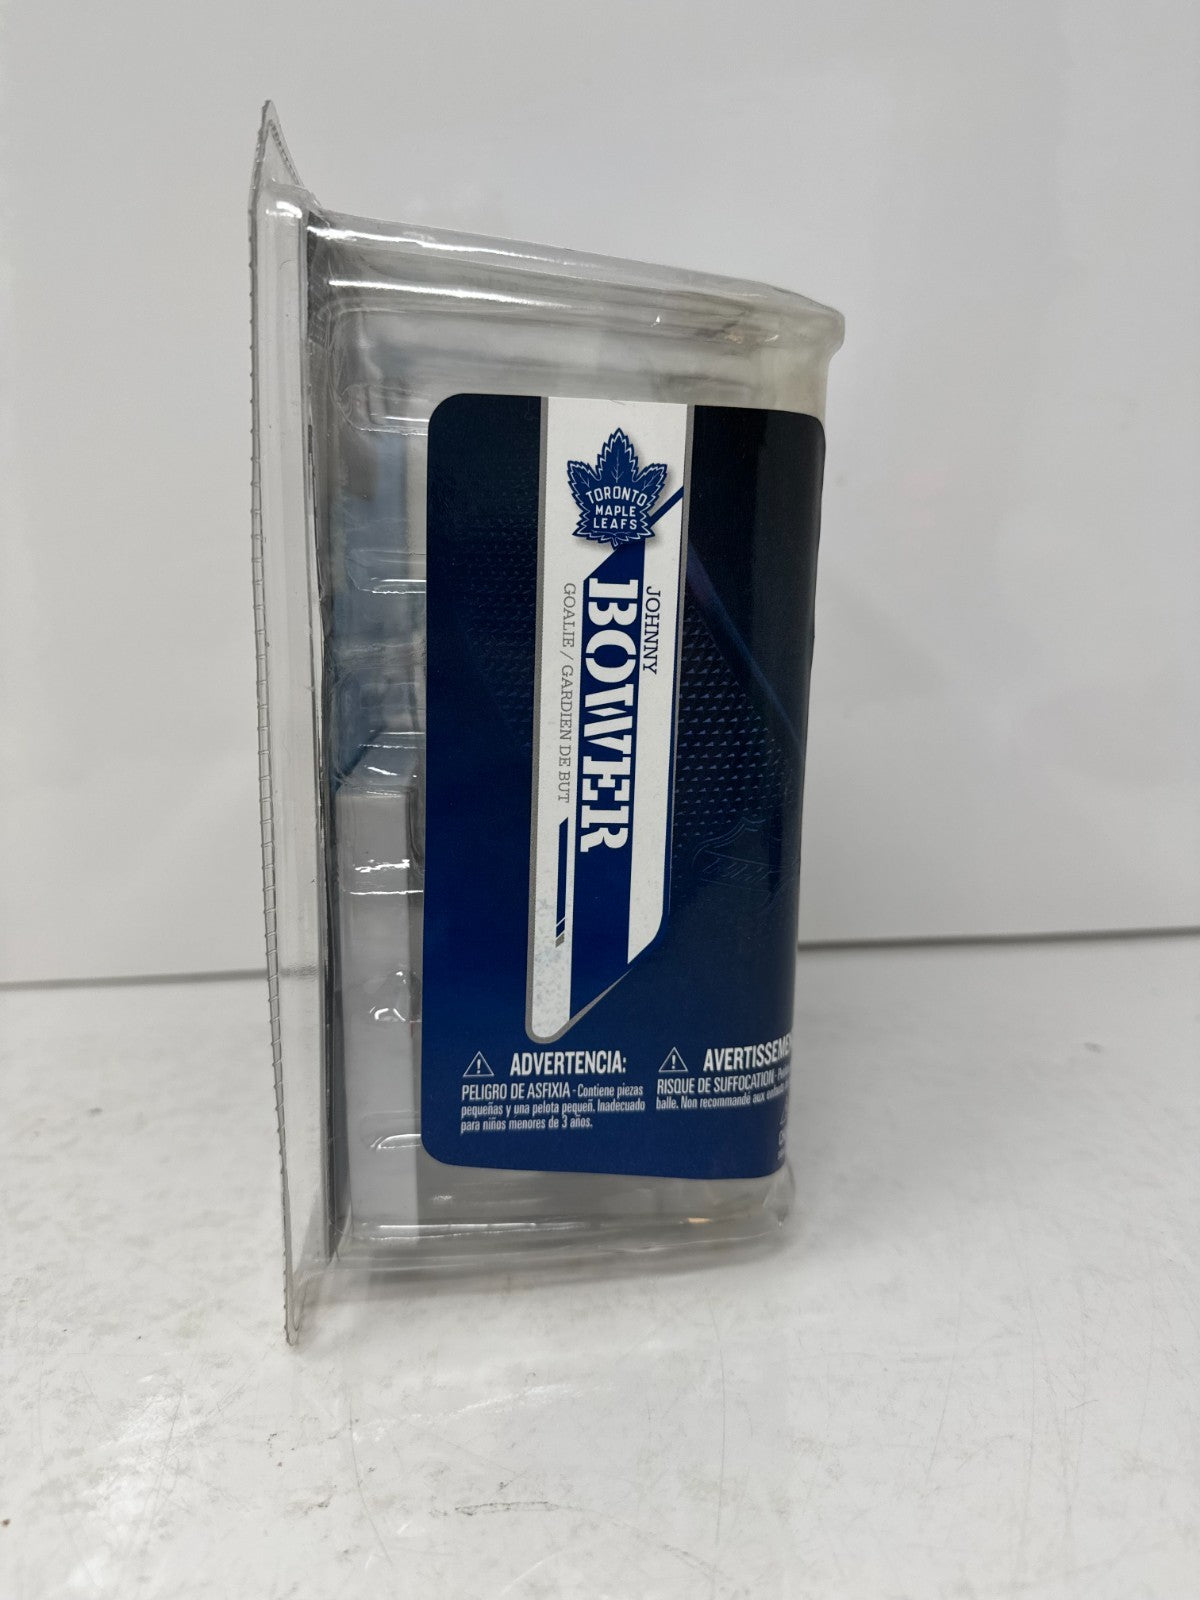 TORONTO
MAPLE
LEAFS
JOHNNY
BOWER
GOALIE / GARDIEN DE BUT
ADVERTENCIA:
PELIGRO DE ASFIXIA - Contiene piezas
pequeñas y una pelota pequeñ. Inadecuado
para niños menores de 3 años.
RISQUE DE SUFFOCATION -
balle. Non recommandé aux